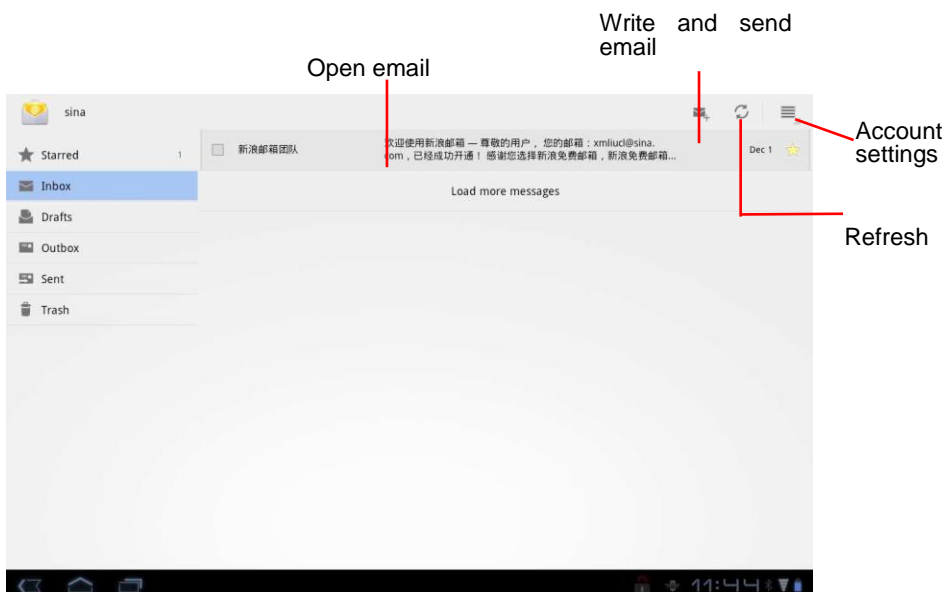 Write and send
email
Open email
sina
Account
settings
Starred 1
新浪邮箱团队
欢迎使用新浪邮箱 — 尊敬的用户，您的邮箱：xmliucl@sina.
com，已经成功开通！感谢您选择新浪免费邮箱，新浪免费邮箱...
Dec 1
Inbox
Load more messages
Drafts
Refresh
Outbox
Sent
Trash
11:44